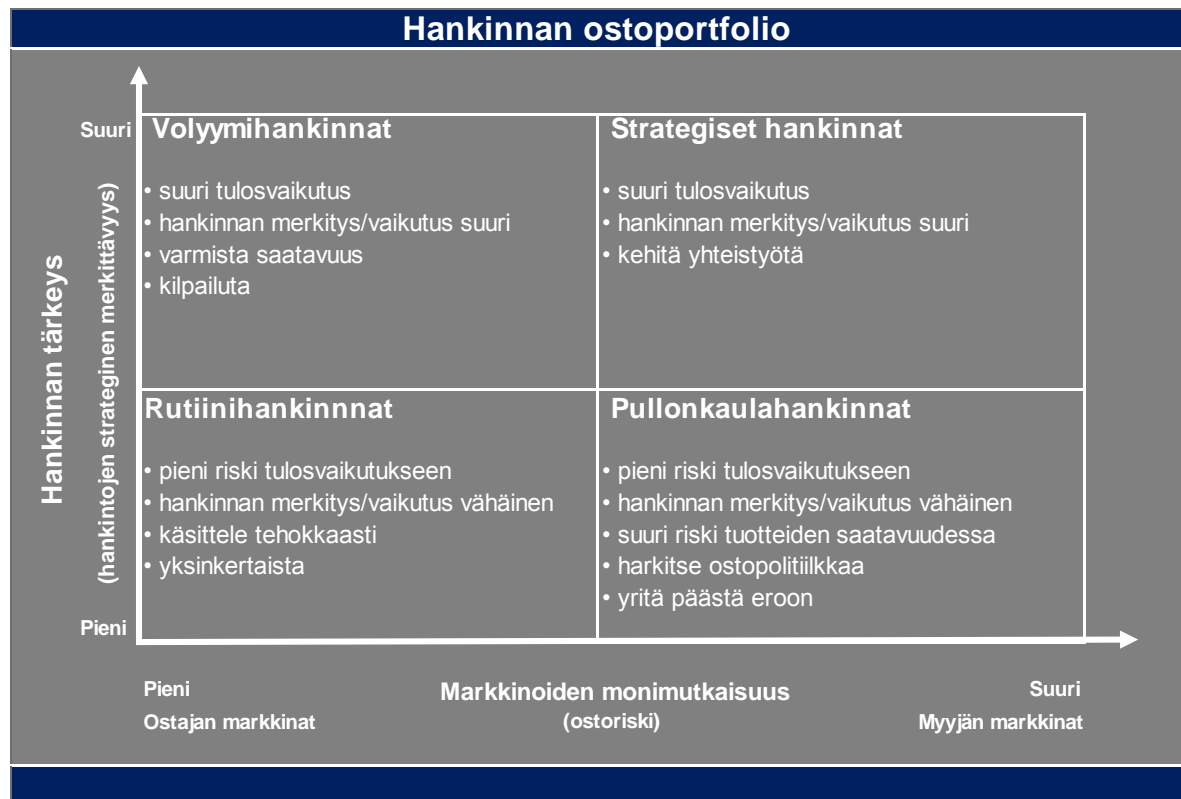 Hankinnan ostoportfolio
Suuri
Volyymihankinnat
• suuri tulosvaikutus
• hankinnan merkitys/vaikutus suuri
• varmista saatavuus
• kilpailuta
Strategiset hankinnat
• suuri tulosvaikutus
• hankinnan merkitys/vaikutus suuri
• kehitä yhteistyötä
Hankinnan tärkeys
(hankintojen strateginen merkittävyys)
Rutiinihankinnnat
• pieni riski tulosvaikutukseen
• hankinnan merkitys/vaikutus vähäinen
• käsittele tehokkaasti
• yksinkertaista
Pullonkaulahankinnat
• pieni riski tulosvaikutukseen
• hankinnan merkitys/vaikutus vähäinen
• suuri riski tuotteiden saatavuudessa
• harkitse ostopolitiilkkaa
• yritä päästä eroon
Pieni
Pieni
Markkinoiden monimutkaisuus
Suuri
Ostajan markkinat
(ostoriski)
Myyjän markkinat